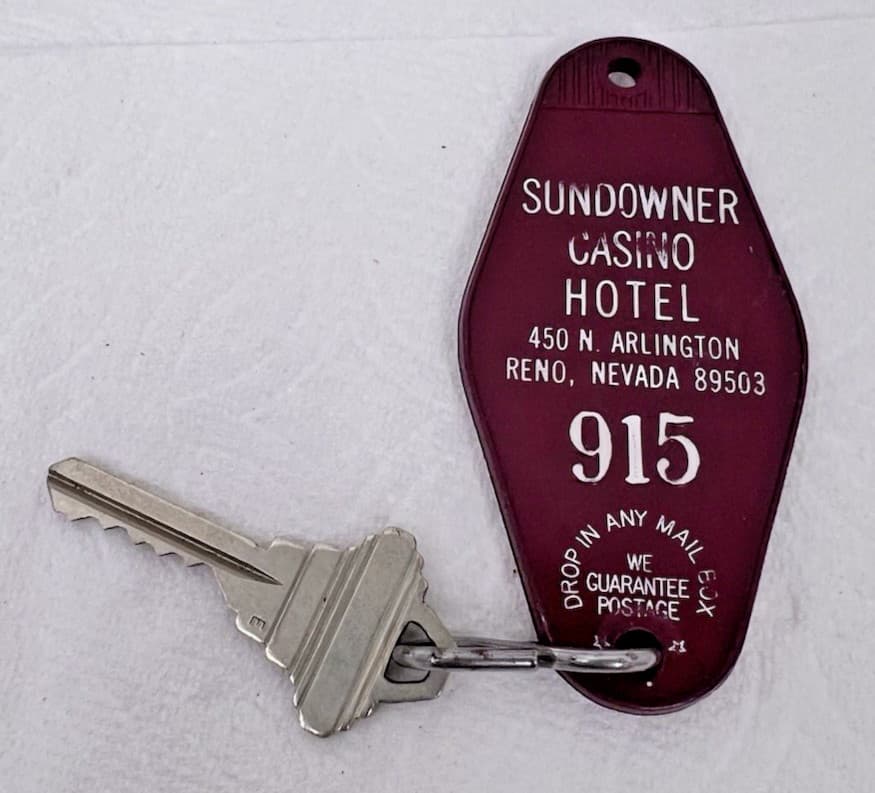 SUNDOWNER
CASINO
HOTEL
450 N. ARLINGTON
RENO, NEVADA 89503
915
DROP IN ANY MAIL BOX
WE
GUARANTEE
POSTAGE
E